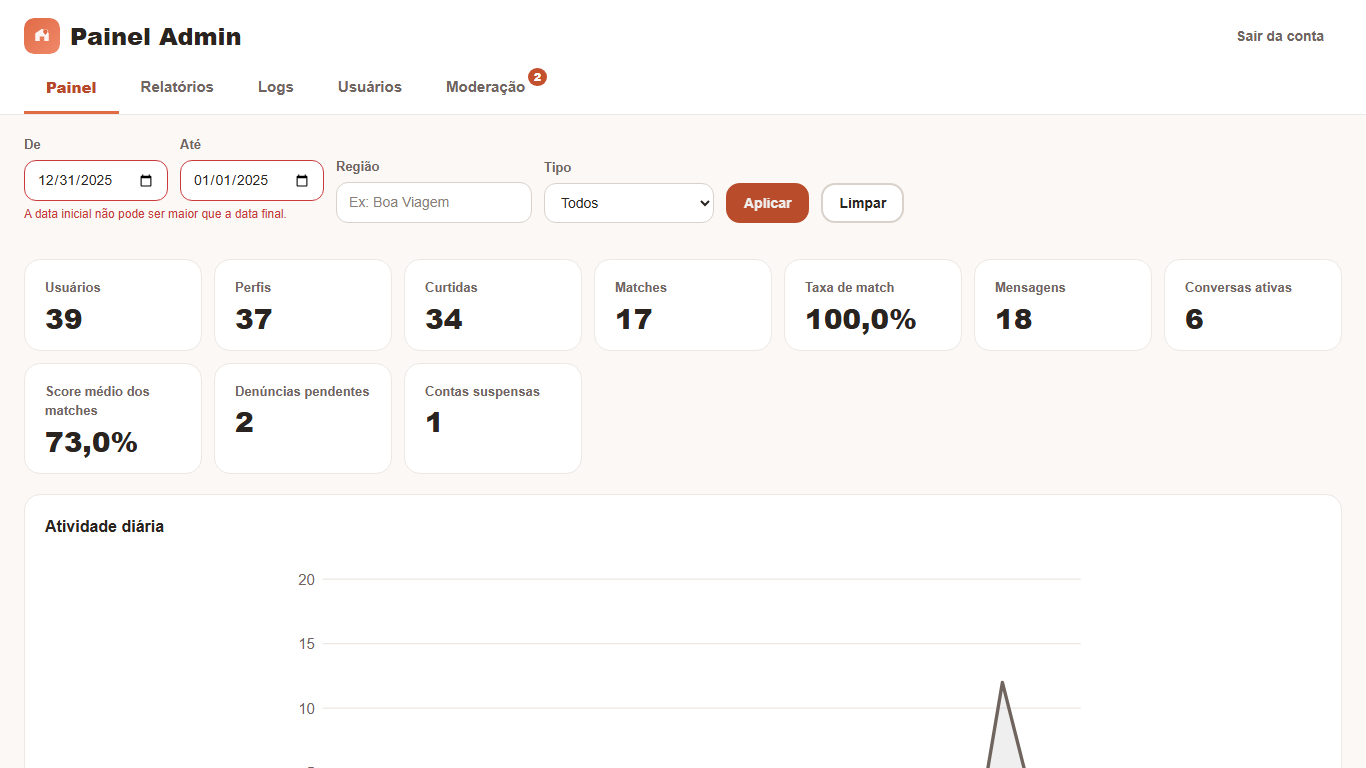 Painel Admin
Sair da conta
Painel
Relatórios
Logs
Usuários
Moderação
2
De
Até
12/31/2025
01/01/2025
A data inicial não pode ser maior que a data final.
Região
Ex: Boa Viagem
Tipo
Todos
Aplicar
Limpar
Usuários
39
Perfis
37
Curtidas
34
Matches
17
Taxa de match
100,0%
Mensagens
18
Conversas ativas
6
Score médio dos
matches
73,0%
Denúncias pendentes
2
Contas suspensas
1
Atividade diária
20
15
10